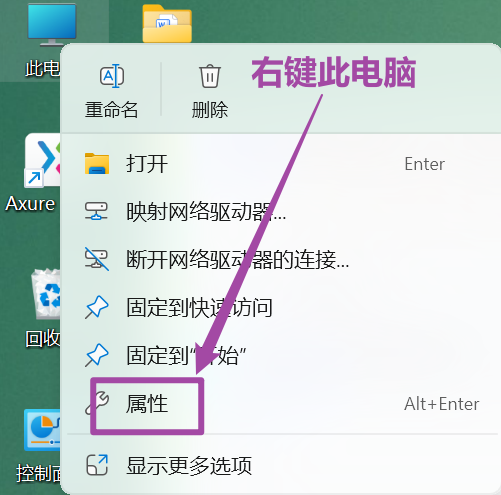 右键此电脑
此电
重命名
删除
打开
Enter
映射网络驱动器...
Axure
断开网络驱动器的连接...
固定到快速访问
回收
固定到“开始”
属性
Alt+Enter
显示更多选项
控制面